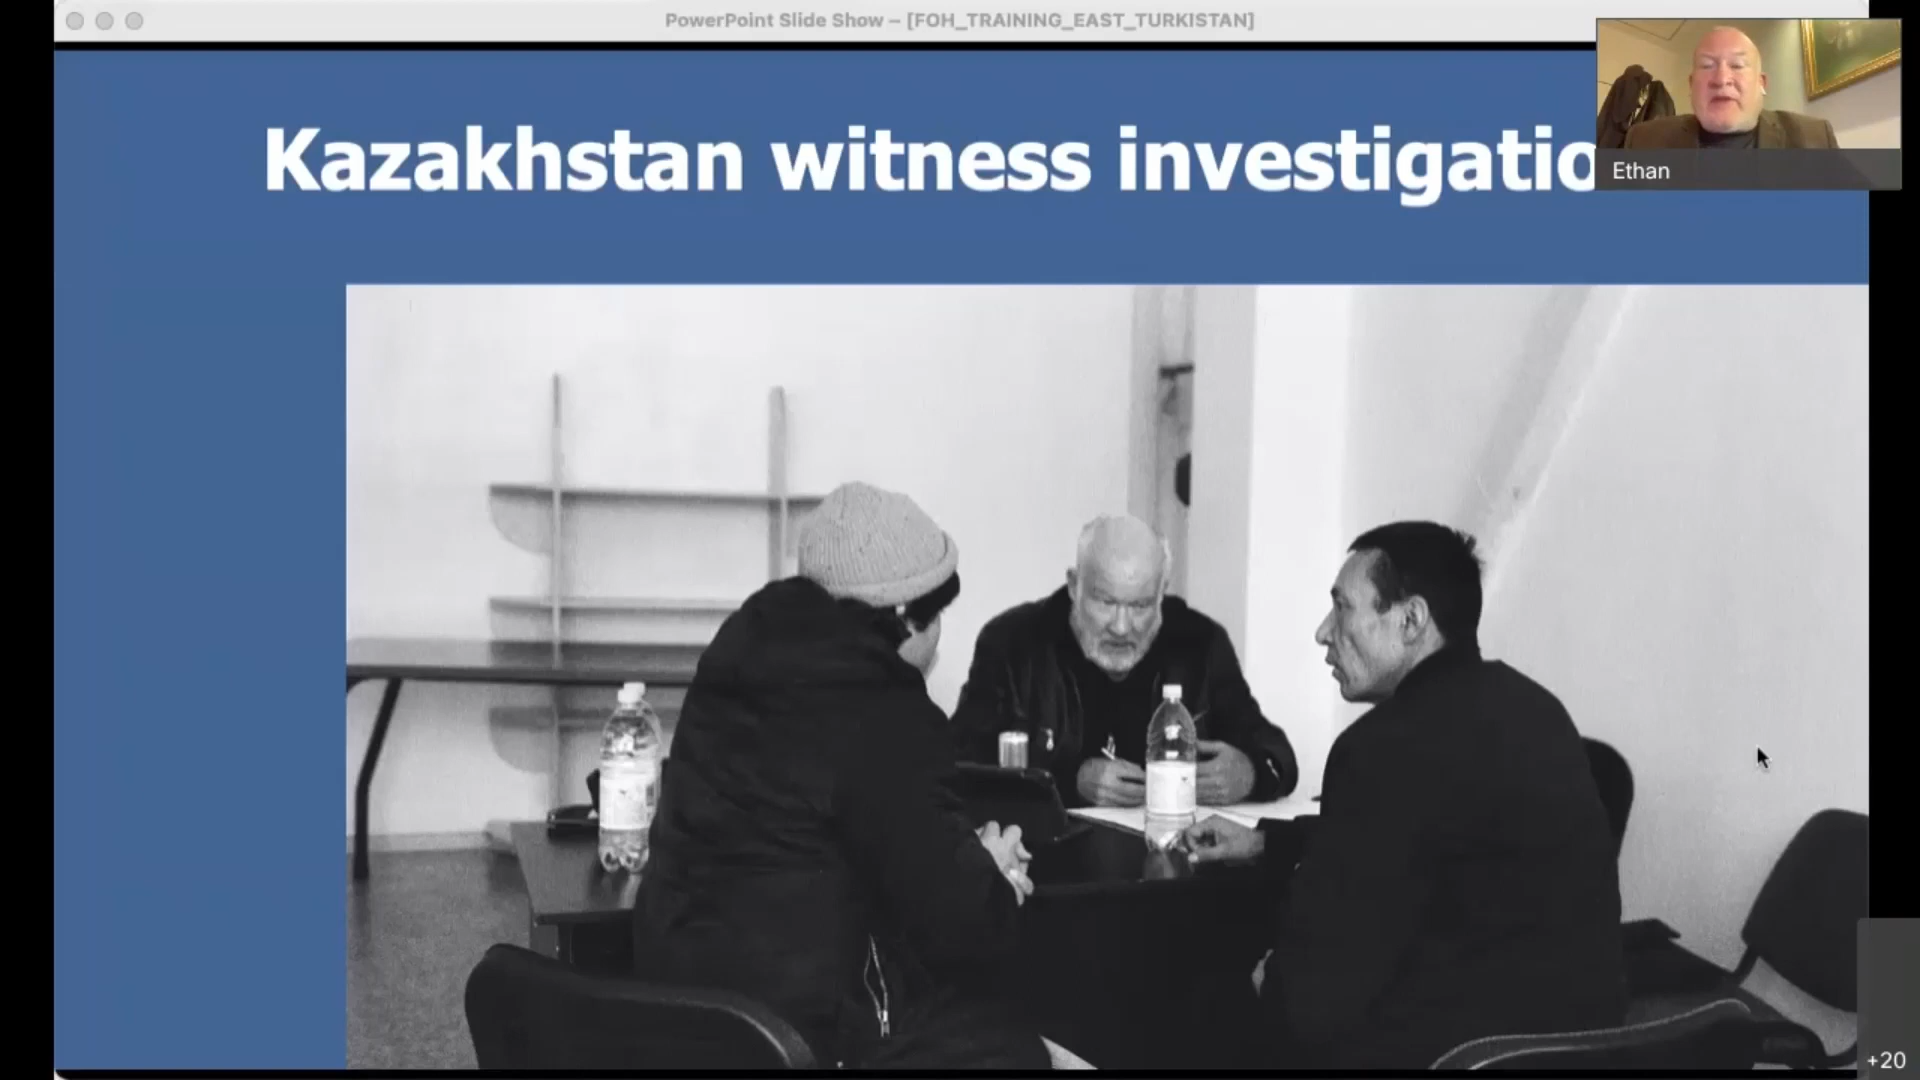 PowerPoint Slide Show – [FOH_TRAINING_EAST_TURKISTAN]
Kazakhstan witness investigatio
Ethan
+20